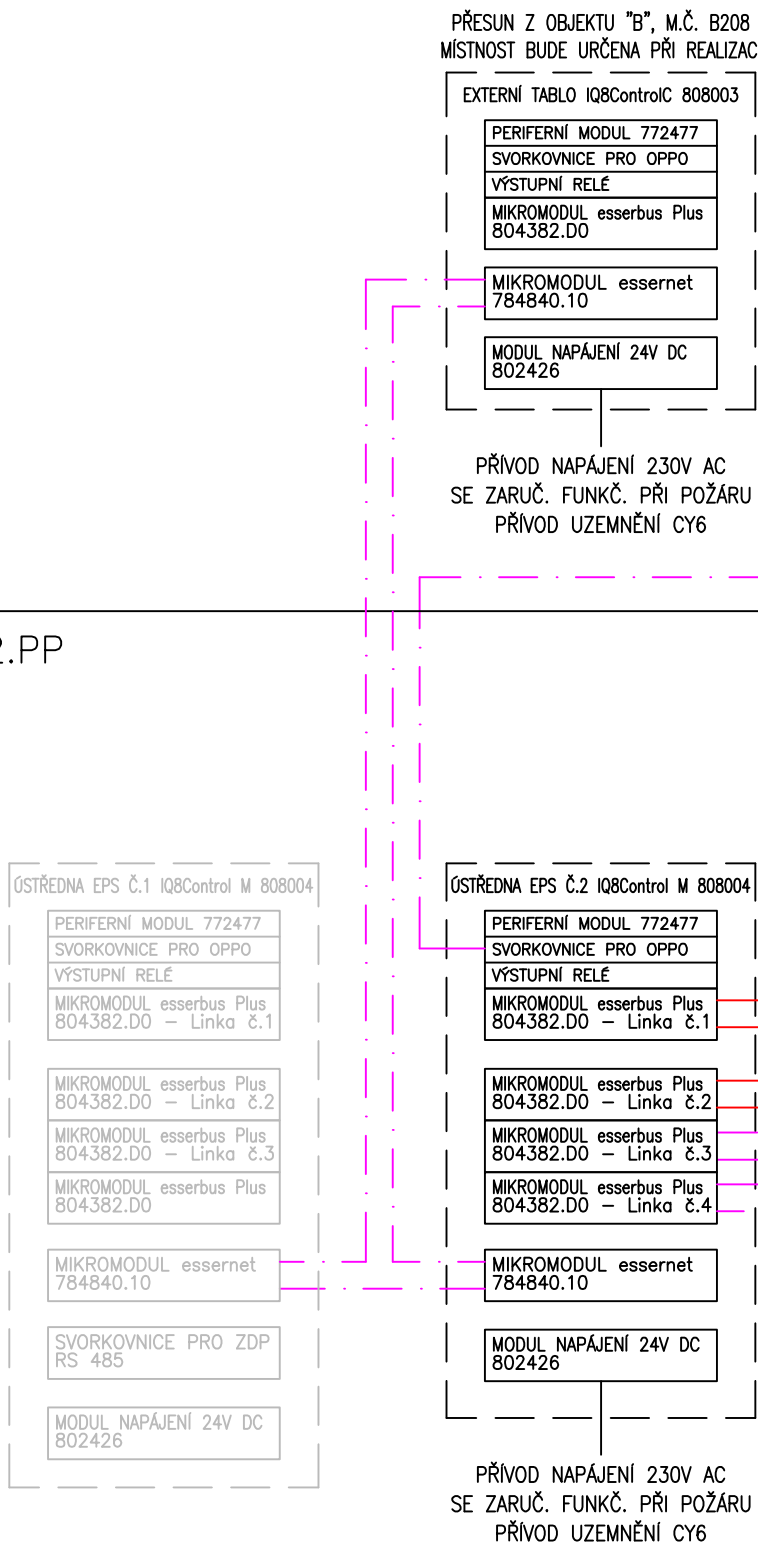 PŘESUN Z OBJEKTU "B", M.Č. B208
MÍSTNOST BUDE URČENA PŘI REALIZAC
EXTERNÍ TABLO IQ8ControlC 808003
PERIFERNÍ MODUL 772477
SVORKOVNICE PRO OPPO
VÝSTUPNÍ RELÉ
MIKROMODUL esserbus Plus
804382.D0
MIKROMODUL essernet
784840.10
MODUL NAPÁJENÍ 24V DC
802426
PŘÍVOD NAPÁJENÍ 230V AC
SE ZARUČ. FUNKČ. PŘI POŽÁRU
PŘÍVOD UZEMNĚNÍ CY6
2.PP
ÚSTŘEDNA EPS Č.1 IQ8Control M 808004
PERIFERNÍ MODUL 772477
SVORKOVNICE PRO OPPO
VÝSTUPNÍ RELÉ
MIKROMODUL esserbus Plus
804382.D0 – Linka č.1
MIKROMODUL esserbus Plus
804382.D0 – Linka č.2
MIKROMODUL esserbus Plus
804382.D0 – Linka č.3
MIKROMODUL esserbus Plus
804382.D0
MIKROMODUL essernet
784840.10
SVORKOVNICE PRO ZDP
RS 485
MODUL NAPÁJENÍ 24V DC
802426
ÚSTŘEDNA EPS Č.2 IQ8Control M 808004
PERIFERNÍ MODUL 772477
SVORKOVNICE PRO OPPO
VÝSTUPNÍ RELÉ
MIKROMODUL esserbus Plus
804382.D0 – Linka č.1
MIKROMODUL esserbus Plus
804382.D0 – Linka č.2
MIKROMODUL esserbus Plus
804382.D0 – Linka č.3
MIKROMODUL esserbus Plus
804382.D0 – Linka č.4
MIKROMODUL essernet
784840.10
MODUL NAPÁJENÍ 24V DC
802426
PŘÍVOD NAPÁJENÍ 230V AC
SE ZARUČ. FUNKČ. PŘI POŽÁRU
PŘÍVOD UZEMNĚNÍ CY6